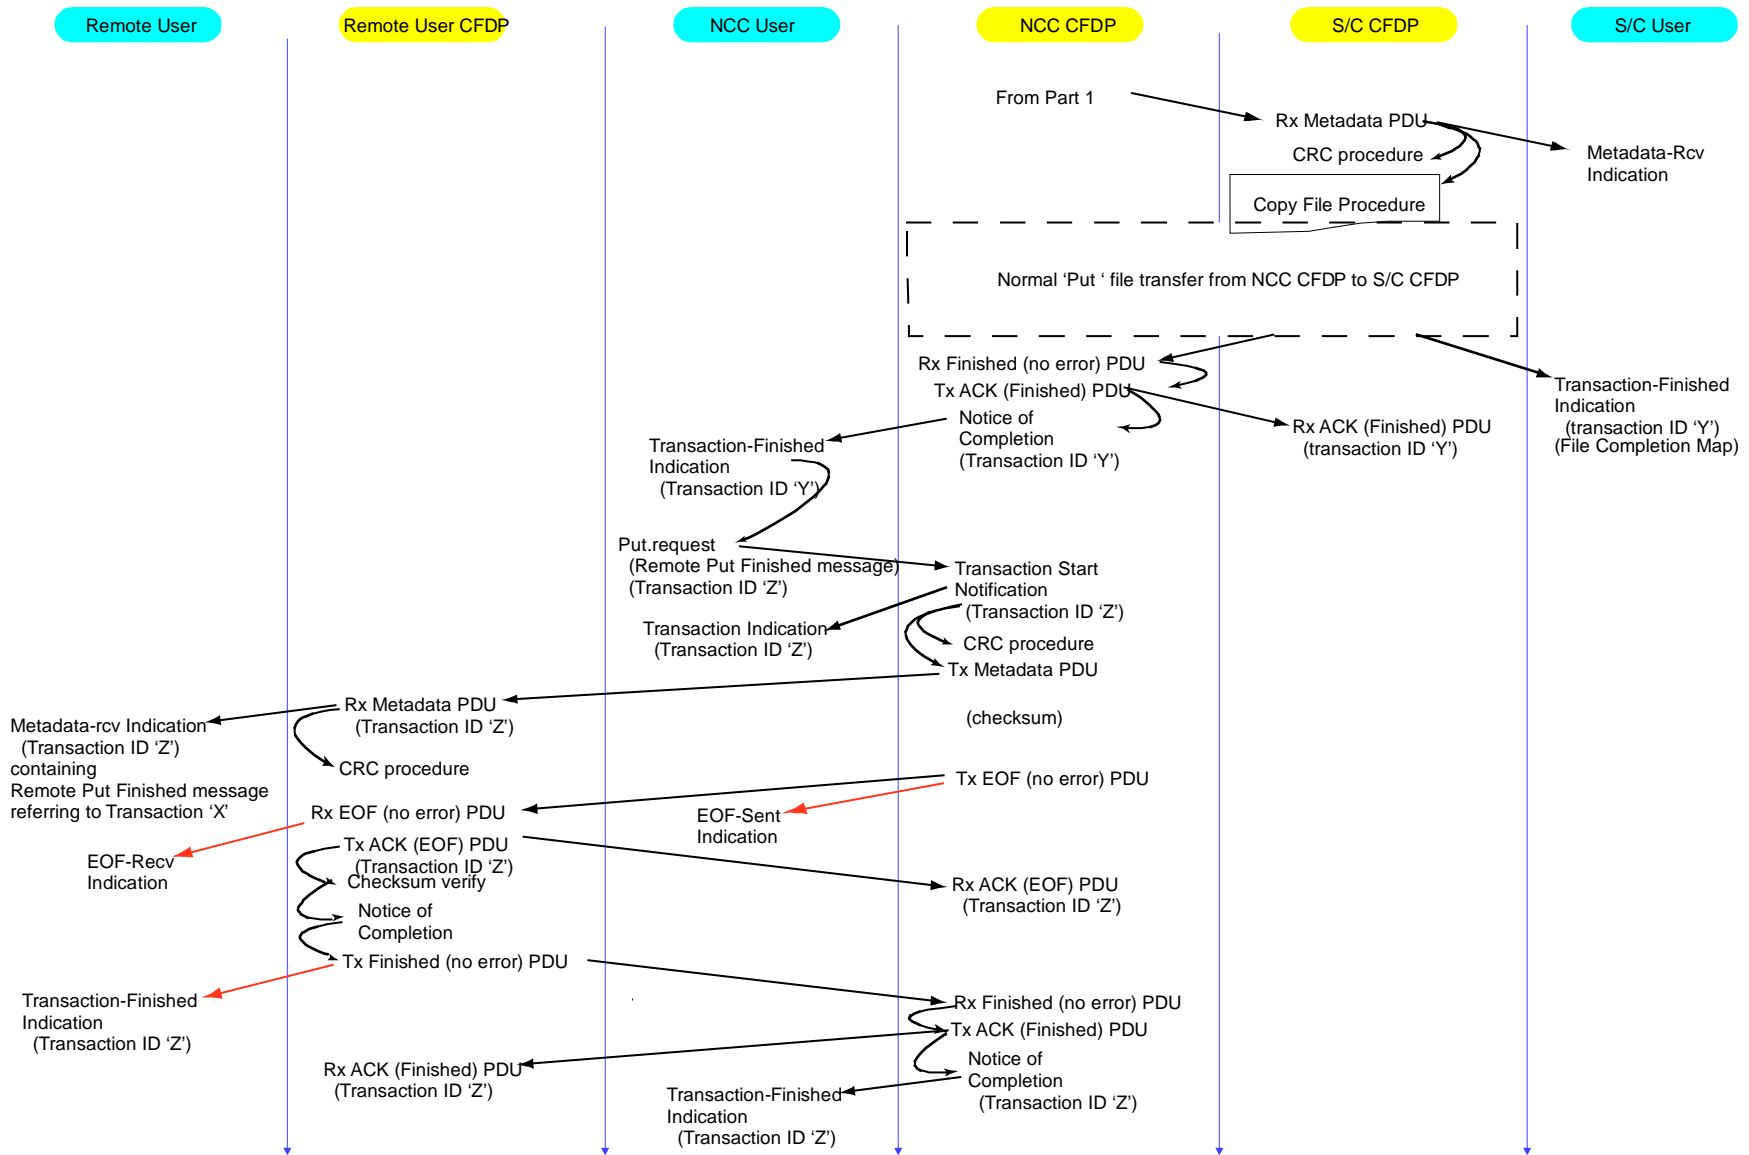 Remote User
Remote User CFDP
NCC User
NCC CFDP
S/C CFDP
S/C User
From Part 1
Rx Metadata PDU
CRC procedure
Metadata-Rcv
Indication
Copy File Procedure
Normal ‘Put ‘ file transfer from NCC CFDP to S/C CFDP
Rx Finished (no error) PDU
Tx ACK (Finished) PDU
Notice of
Completion
(Transaction ID ‘Y’)
Rx ACK (Finished) PDU
(transaction ID ‘Y’)
Transaction-Finished
Indication
(transaction ID ‘Y’)
(File Completion Map)
Transaction-Finished
Indication
(Transaction ID ‘Y’)
Put.request
(Remote Put Finished message)
(Transaction ID ‘Z’)
Transaction Start
Notification
(Transaction ID ‘Z’)
Transaction Indication
(Transaction ID ‘Z’)
CRC procedure
Tx Metadata PDU
(checksum)
Rx Metadata PDU
(Transaction ID ‘Z’)
CRC procedure
Metadata-rcv Indication
(Transaction ID ‘Z’)
containing
Remote Put Finished message
referring to Transaction ‘X’
Tx EOF (no error) PDU
EOF-Sent
Indication
Rx EOF (no error) PDU
EOF-Recv
Indication
Tx ACK (EOF) PDU
(Transaction ID ‘Z’)
Checksum verify
Rx ACK (EOF) PDU
(Transaction ID ‘Z’)
Notice of
Completion
Tx Finished (no error) PDU
Transaction-Finished
Indication
(Transaction ID ‘Z’)
Rx Finished (no error) PDU
Tx ACK (Finished) PDU
Rx ACK (Finished) PDU
(Transaction ID ‘Z’)
Notice of
Completion
(Transaction ID ‘Z’)
Transaction-Finished
Indication
(Transaction ID ‘Z’)